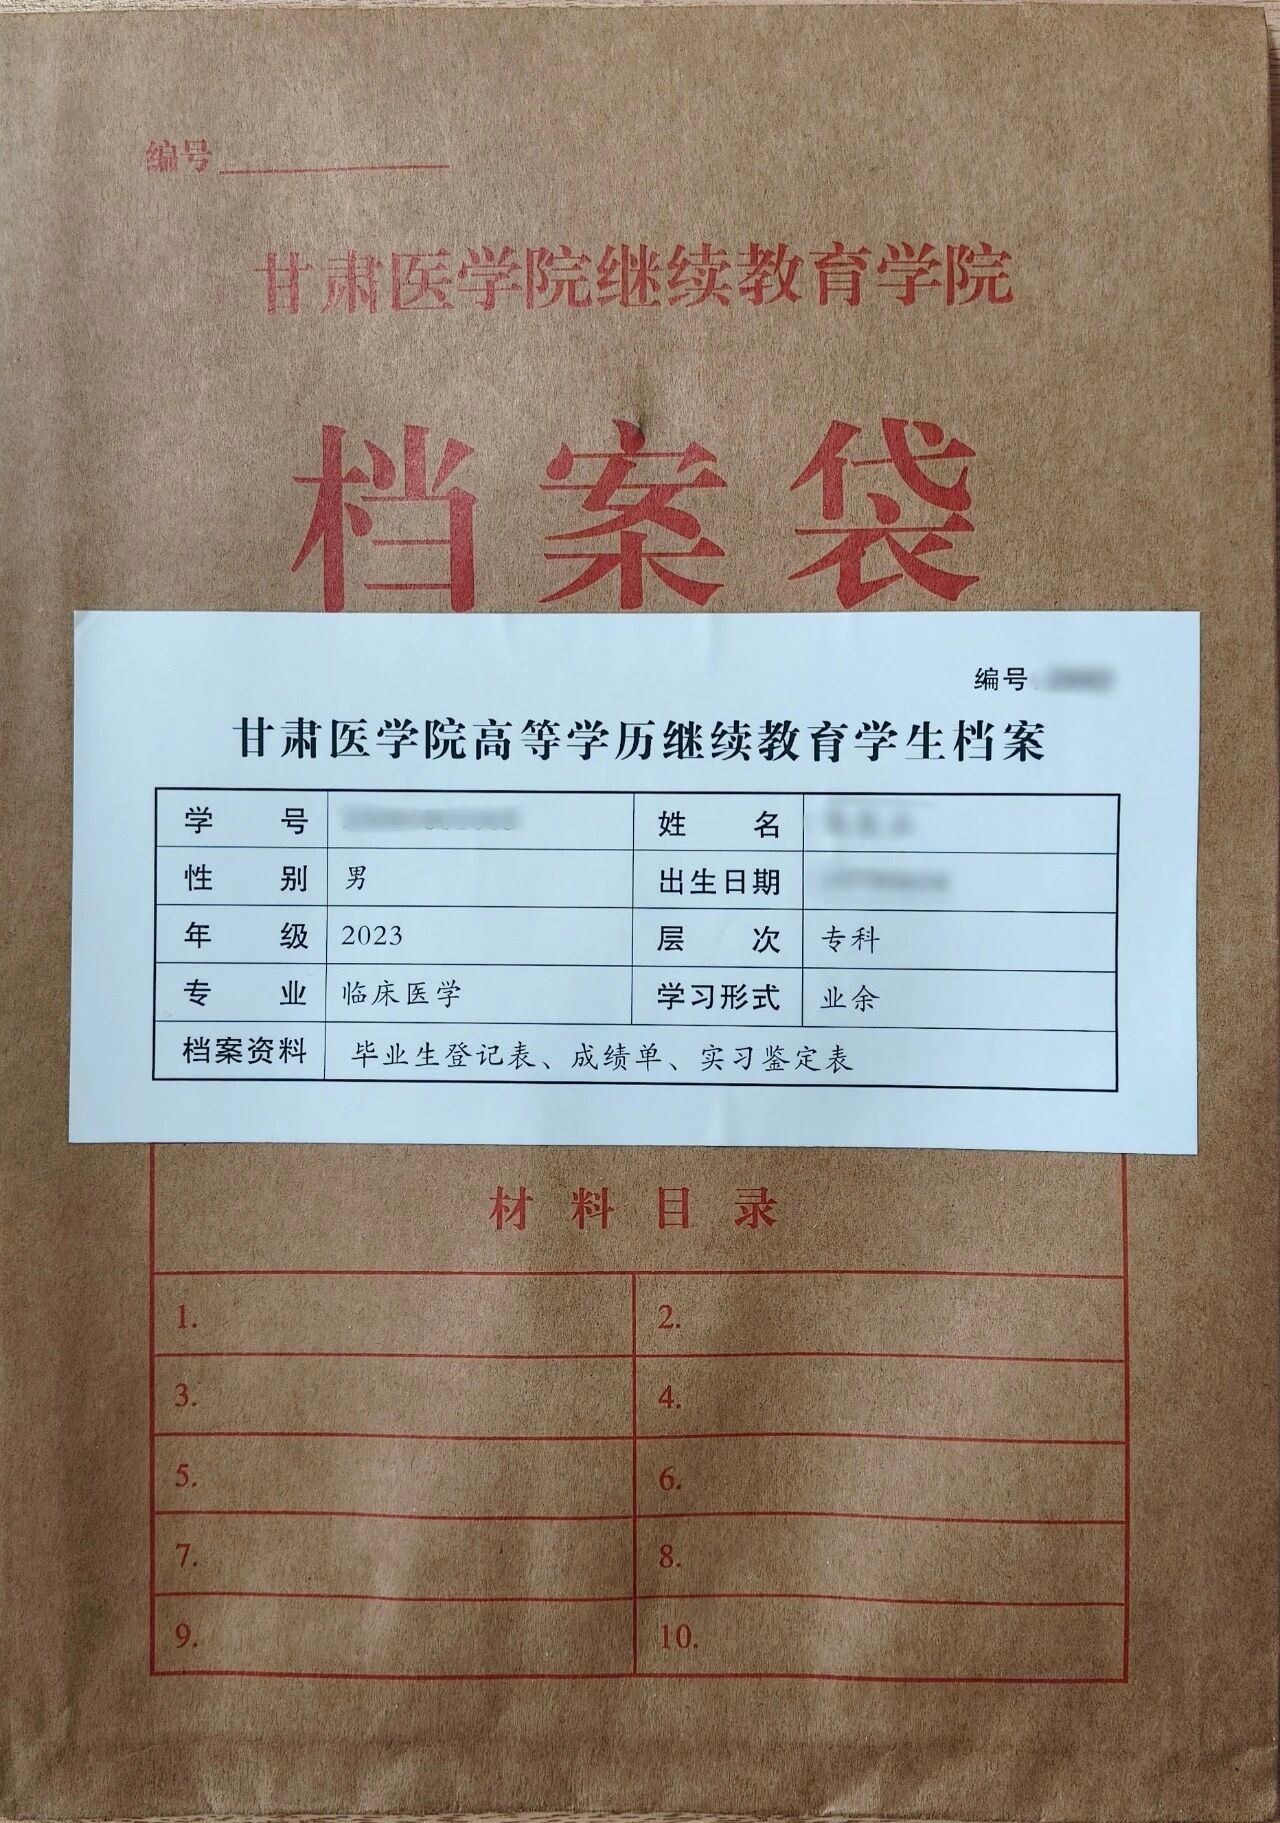 编号
甘肃医学院继续教育学院
档案袋
编号
甘肃医学院高等学历继续教育学生档案
学号 姓名
性别 男 出生日期
年级 2023 层次 专科
专业 临床医学 学习形式 业余
档案资料 毕业生登记表、成绩单、实习鉴定表
材料目录
1. 2.
3. 4.
5. 6.
7. 8.
9. 10.